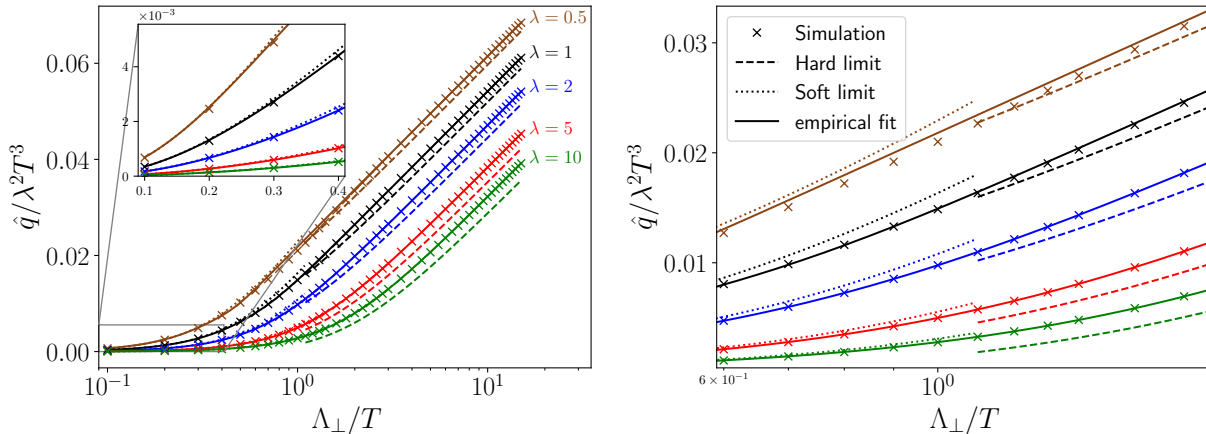 ×10⁻³
4
2
0
0.1 0.2 0.3 0.4
λ = 0.5
λ = 1
λ = 2
λ = 5
λ = 10
0.06
0.04
0.02
0.00
q̂/λ²T³
10⁻¹ 10⁰ 10¹
Λ⊥/T
Simulation
Hard limit
Soft limit
empirical fit
0.03
0.02
0.01
q̂/λ²T³
6 × 10⁻¹ 10⁰
Λ⊥/T